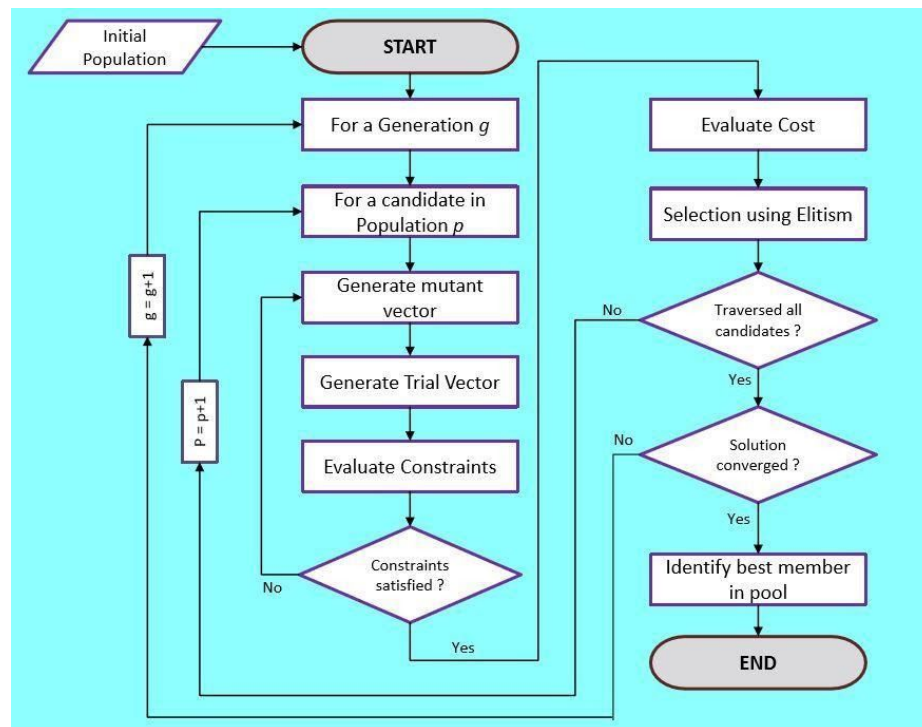 Initial
Population
START
For a Generation g
For a candidate in
Population p
Generate mutant
vector
Generate Trial Vector
Evaluate Constraints
Constraints
satisfied ?
No
Yes
g = g+1
P = p+1
Evaluate Cost
Selection using Elitism
Traversed all
candidates ?
No
Yes
Solution
converged ?
No
Yes
Identify best member
in pool
END